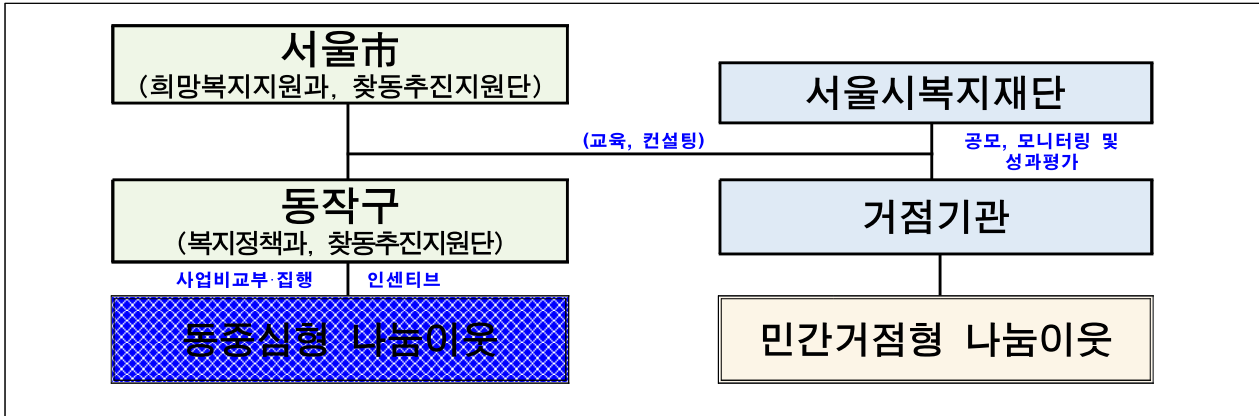 서울市
(희망복지지원과, 찾동추진지원단)
서울시복지재단
(교육, 컨설팅)
공모, 모니터링 및
성과평가
동작구
(복지정책과, 찾동추진지원단)
거점기관
사업비교부·집행
인센티브
동중심형 나눔이웃
민간거점형 나눔이웃